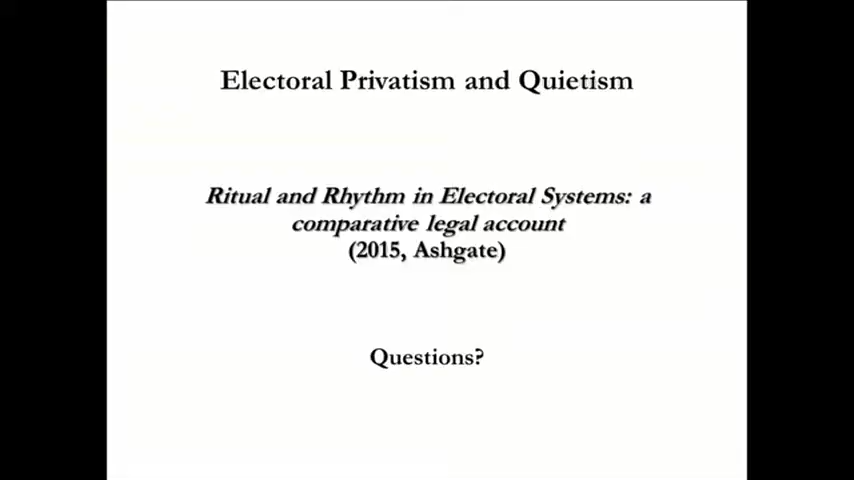 Electoral Privatism and Quietism
Ritual and Rhythm in Electoral Systems: a
comparative legal account
(2015, Ashgate)
Questions?